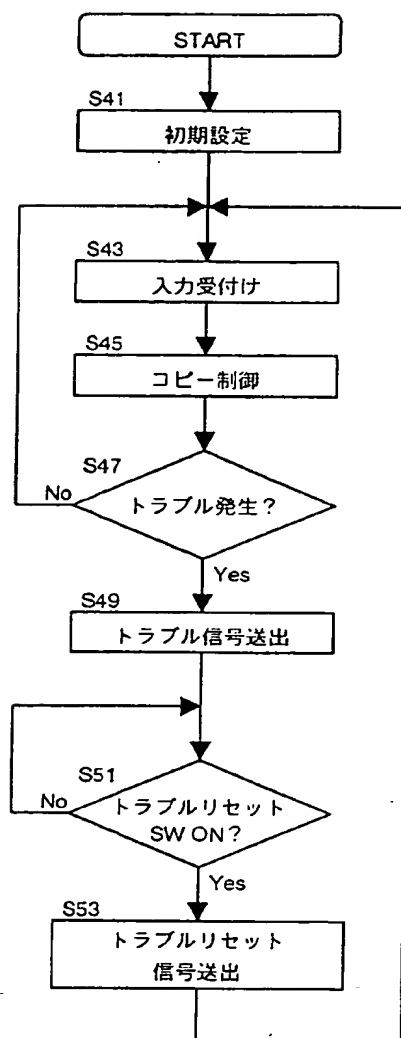 START
S41
初期設定
S43
入力受付け
S45
コピー制御
S47
No
トラブル発生?
Yes
S49
トラブル信号送出
S51
No
トラブルリセット
SW ON?
Yes
S53
トラブルリセット
信号送出